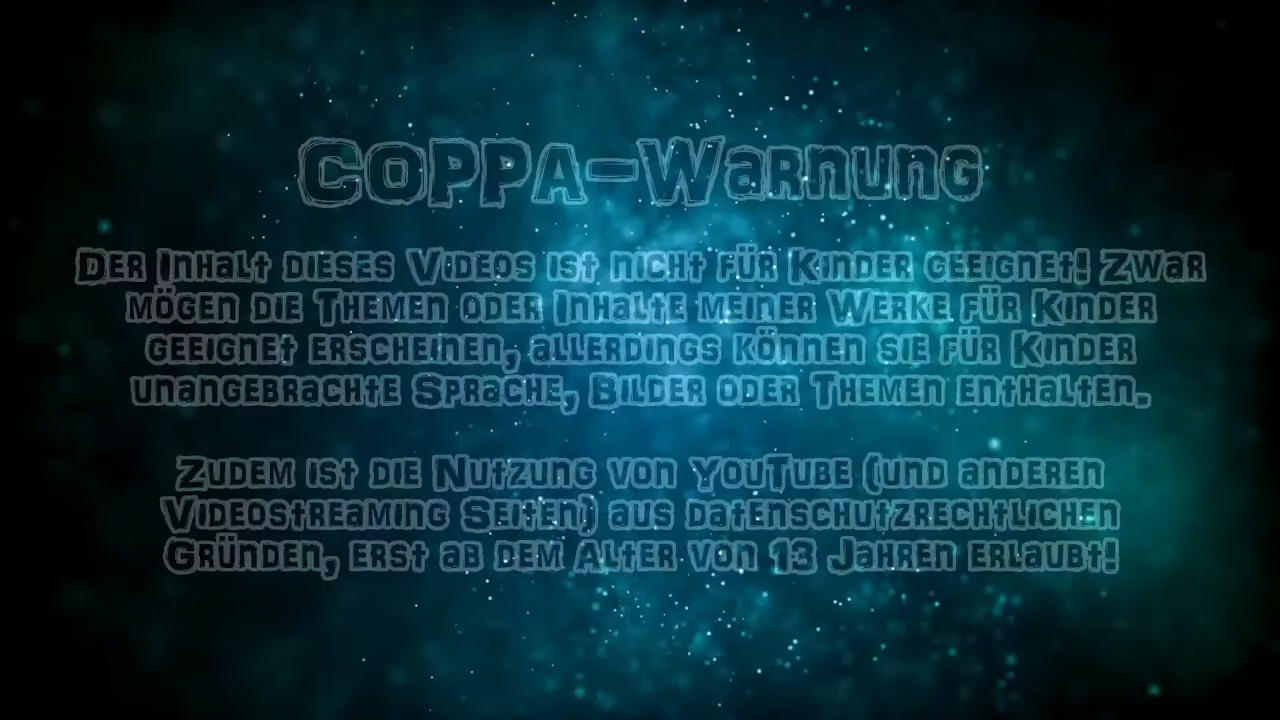 COPPA-Warnung
Der Inhalt dieses Videos ist nicht für Kinder geeignet! Zwar
mögen die Themen oder Inhalte meiner Werke für Kinder
geeignet erscheinen, allerdings können sie für Kinder
unangebrachte Sprache, Bilder oder Themen enthalten.
Zudem ist die Nutzung von YouTube (und anderen
Videostreaming Seiten) aus datenschutzrechtlichen
Gründen, erst ab dem Alter von 13 Jahren erlaubt!